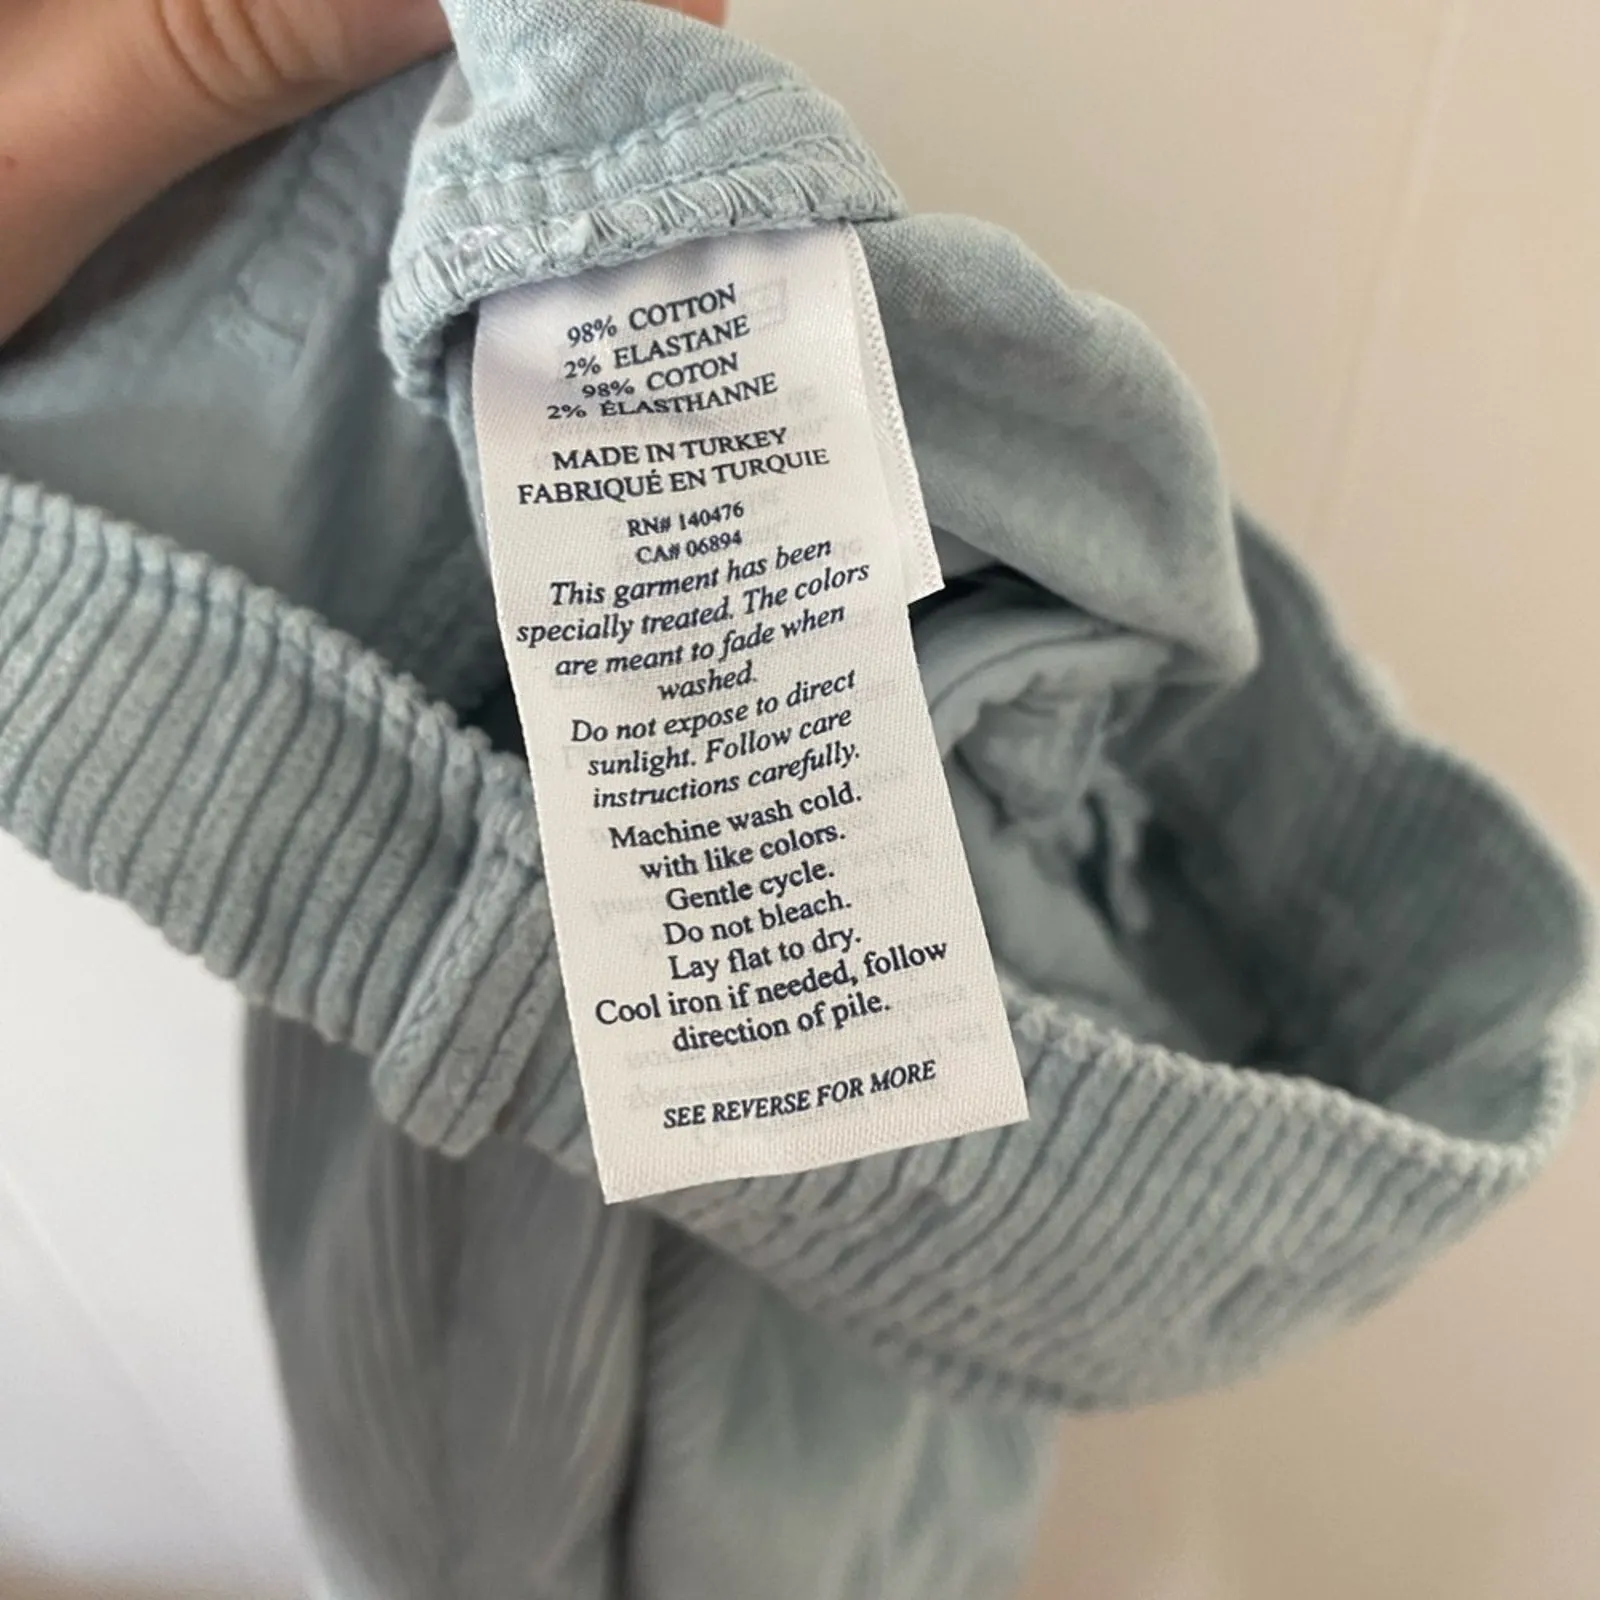 98% COTTON
2% ELASTANE
98% COTON
2% ÉLASTHANNE
MADE IN TURKEY
FABRIQUÉ EN TURQUIE
RN# 140476
CA# 06894
This garment has been
specially treated. The colors
are meant to fade when
washed.
Do not expose to direct
sunlight. Follow care
instructions carefully.
Machine wash cold.
with like colors.
Gentle cycle.
Do not bleach.
Lay flat to dry.
Cool iron if needed, follow
direction of pile.
SEE REVERSE FOR MORE